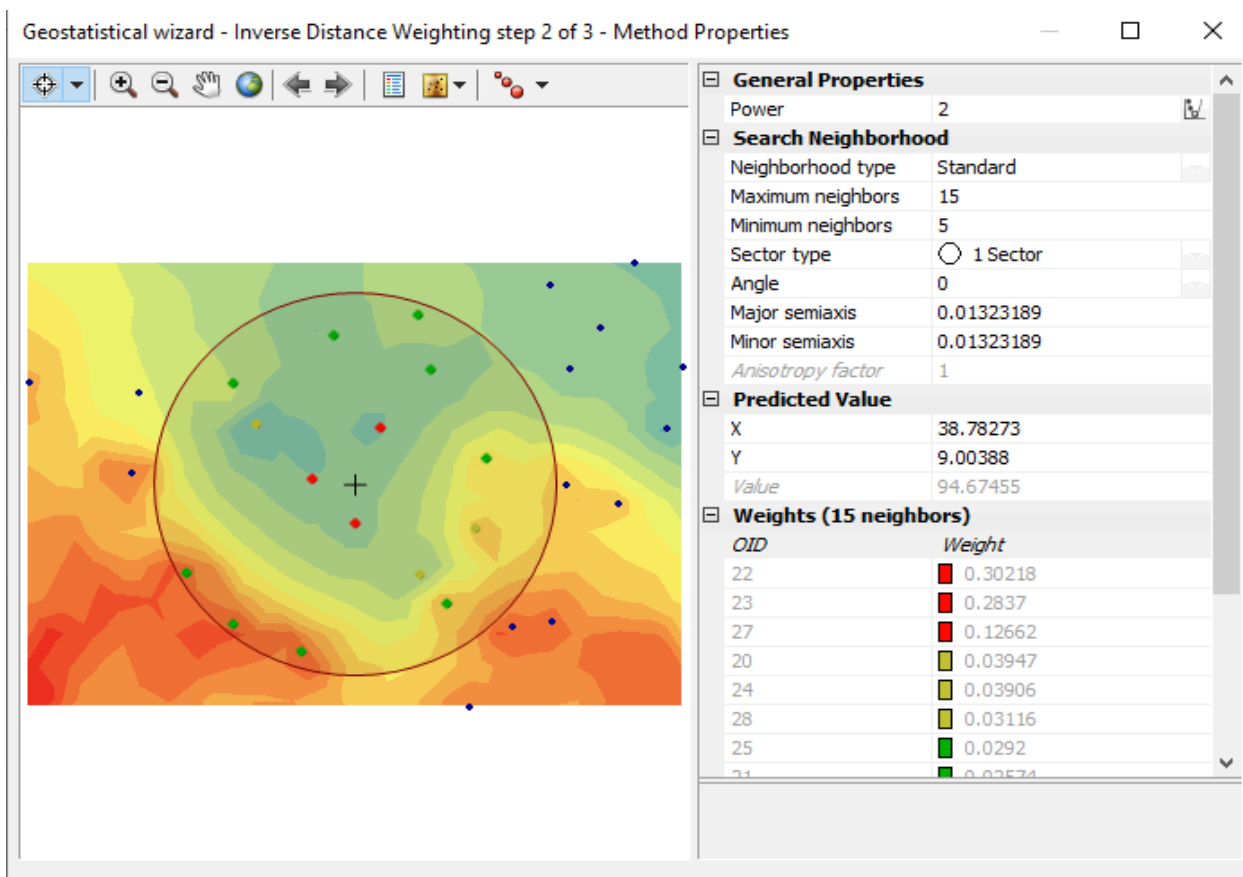 Geostatistical wizard - Inverse Distance Weighting step 2 of 3 - Method Properties
General Properties
Power 2
Search Neighborhood
Neighborhood type Standard
Maximum neighbors 15
Minimum neighbors 5
Sector type 1 Sector
Angle 0
Major semiaxis 0.01323189
Minor semiaxis 0.01323189
Anisotropy factor 1
Predicted Value
X 38.78273
Y 9.00388
Value 94.67455
Weights (15 neighbors)
OID Weight
22 0.30218
23 0.2837
27 0.12662
20 0.03947
24 0.03906
28 0.03116
25 0.0292